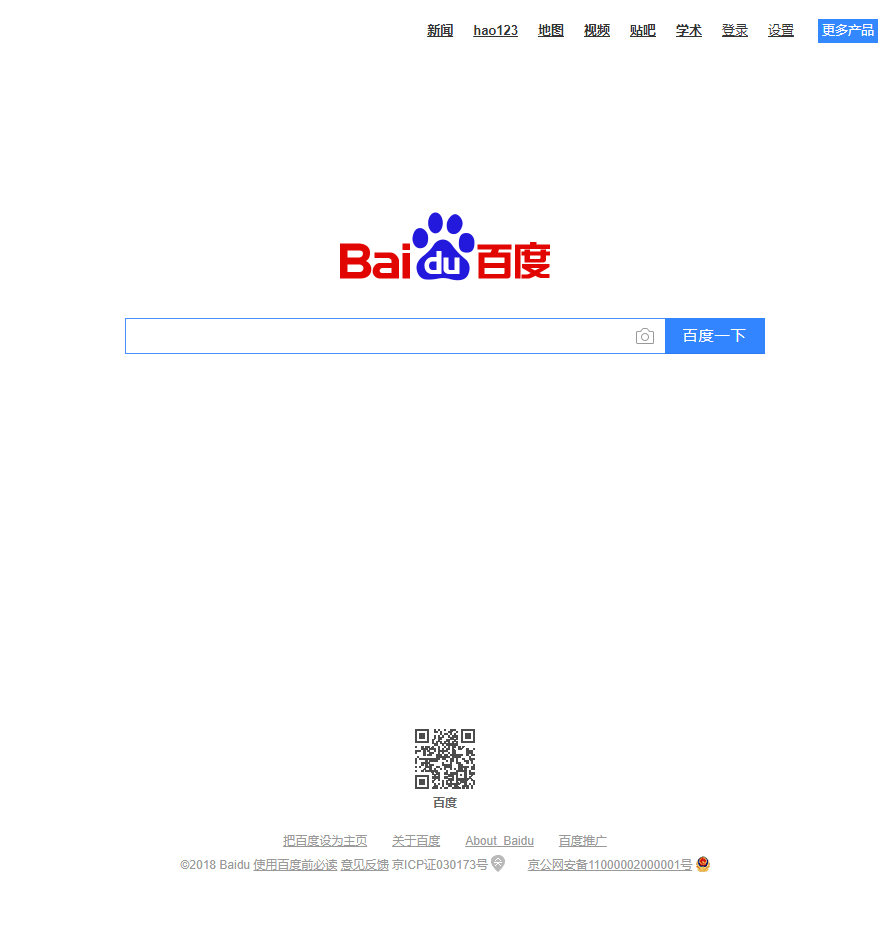 新闻 hao123 地图 视频 贴吧 学术 登录 设置 更多产品
Bai du 百度
百度一下
百度
把百度设为主页 关于百度 About Baidu 百度推广
©2018 Baidu 使用百度前必读 意见反馈 京ICP证030173号 京公网安备11000002000001号